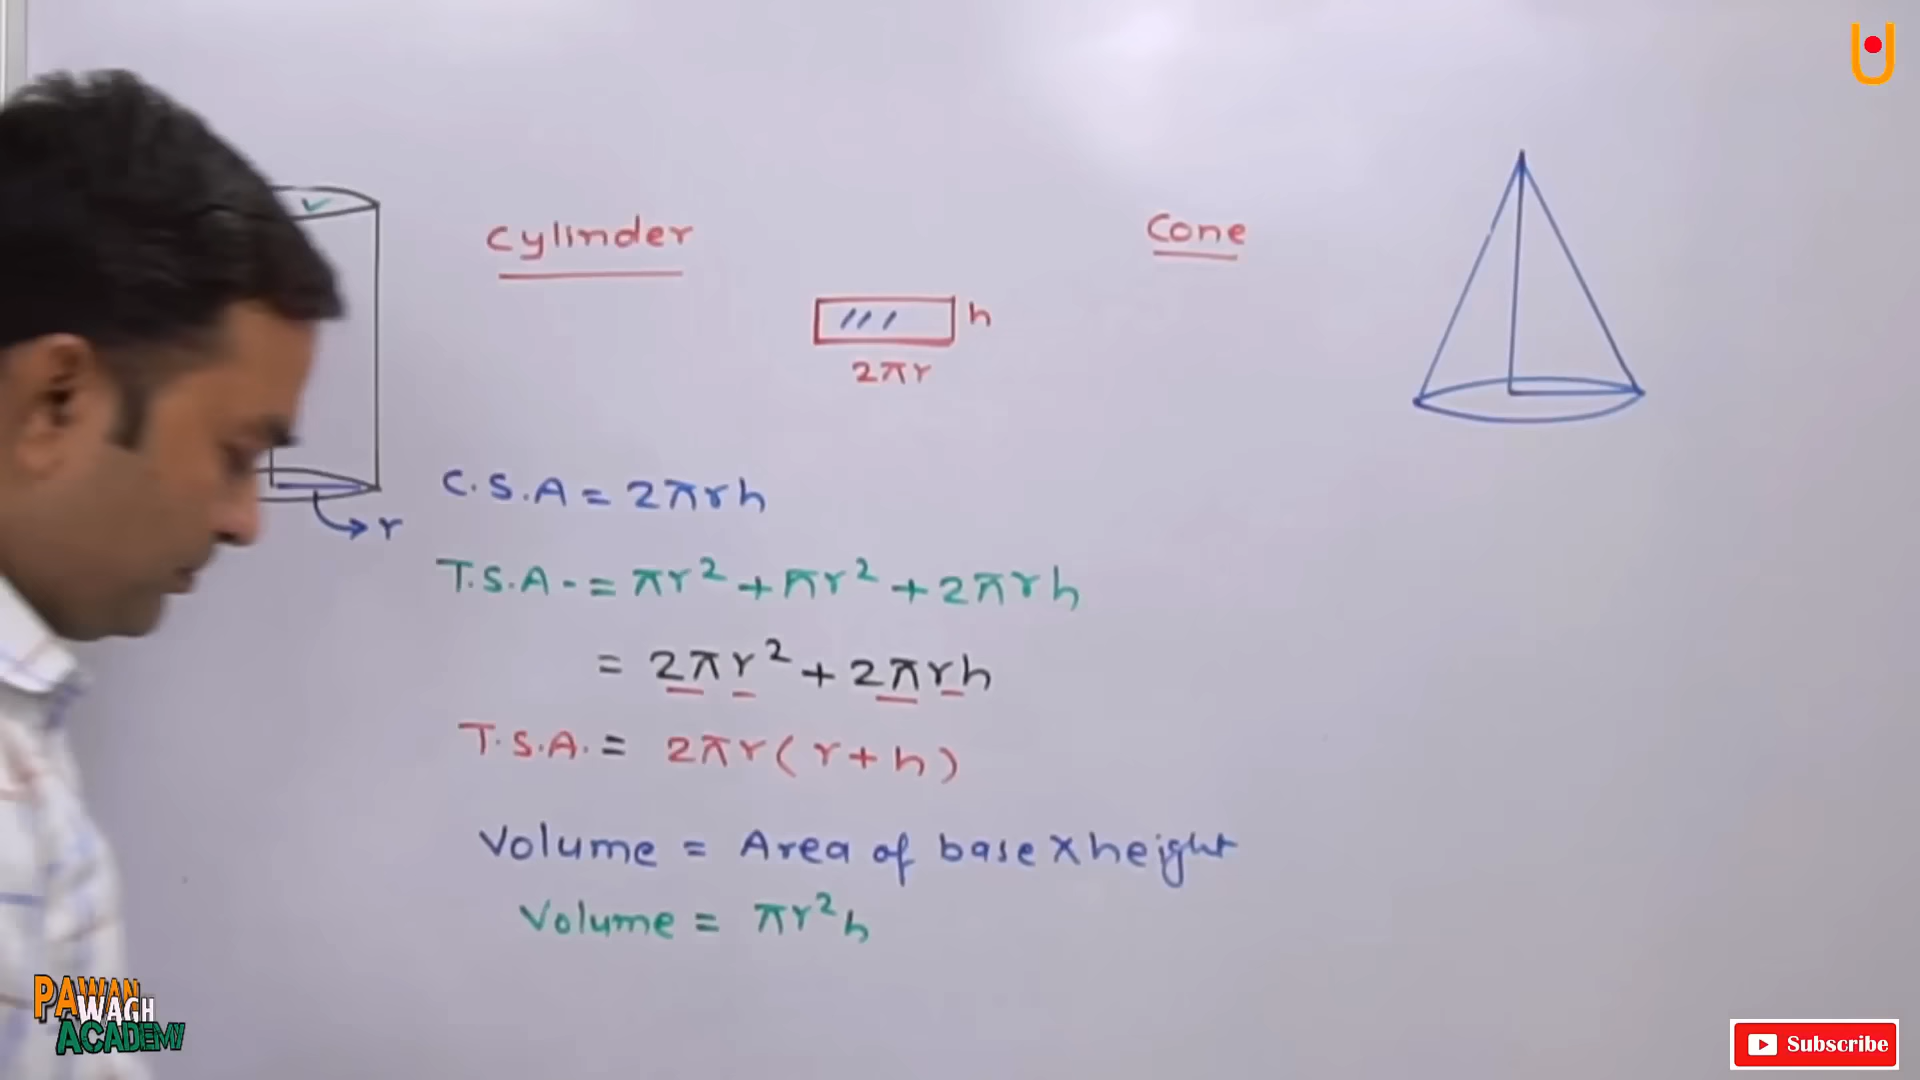 Cylinder
Cone
h
2πr
r
C.S.A = 2πrh
T.S.A. = πr² + πr² + 2πrh
= 2πr² + 2πrh
T.S.A. = 2πr(r+h)
Volume = Area of base × height
Volume = πr²h
PAWAN
WAGH
ACADEMY
Subscribe